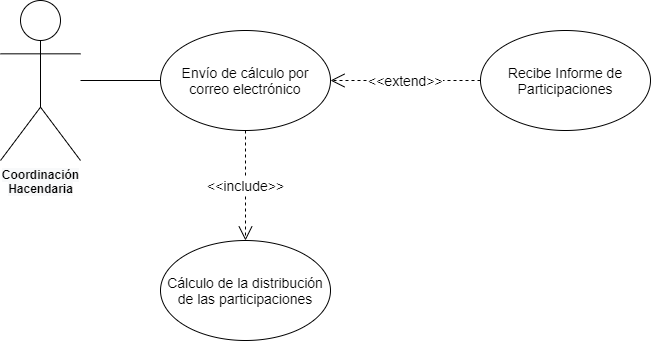 Envío de cálculo por
correo electrónico
<<extend>>
Recibe Informe de
Participaciones
Coordinación
Hacendaria
<<include>>
Cálculo de la distribución
de las participaciones